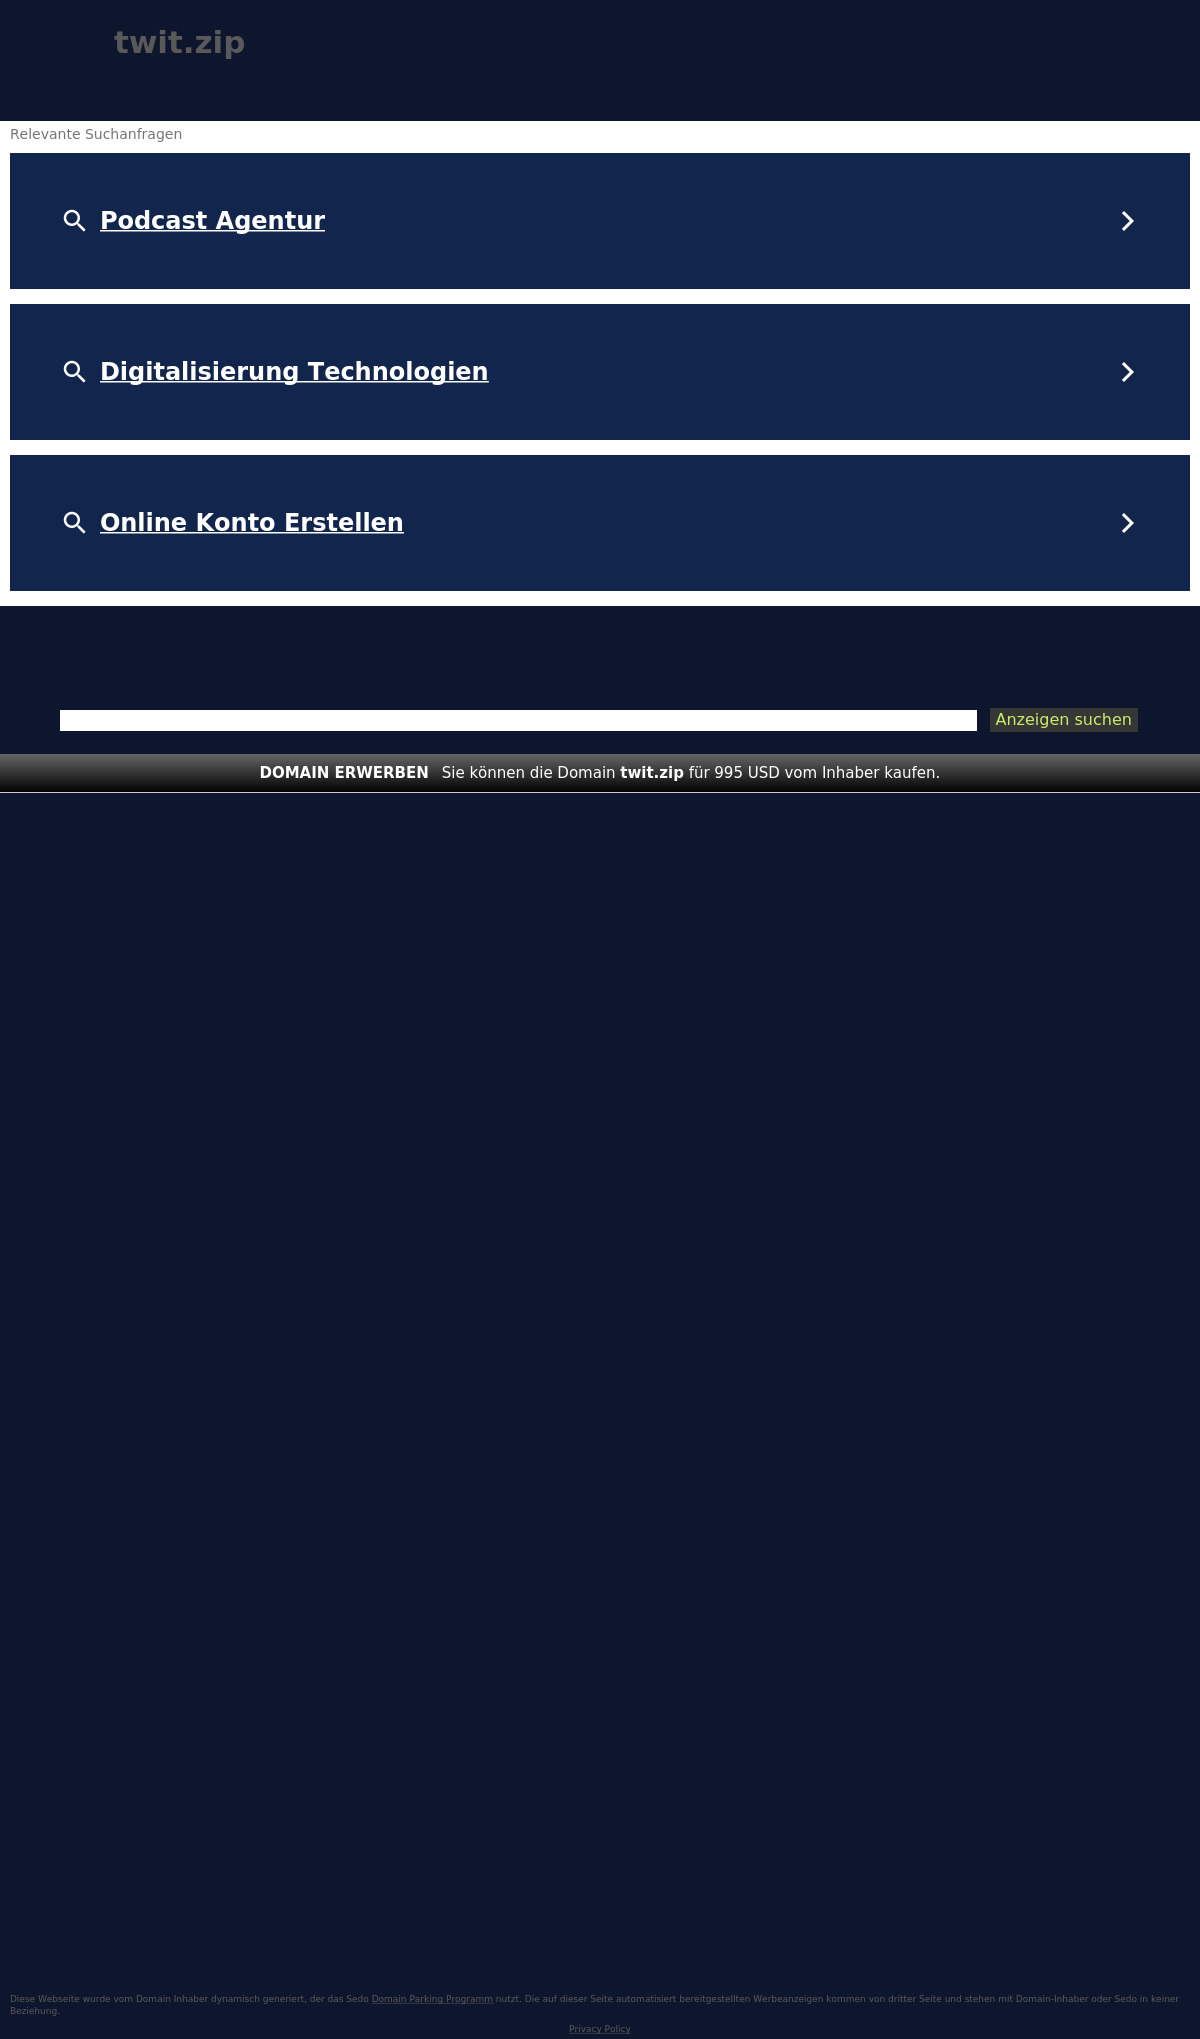 twit.zip
Relevante Suchanfragen
Podcast Agentur
Digitalisierung Technologien
Online Konto Erstellen
Anzeigen suchen
DOMAIN ERWERBEN Sie können die Domain twit.zip für 995 USD vom Inhaber kaufen.
Diese Webseite wurde vom Domain Inhaber dynamisch generiert, der das Sedo Domain Parking Programm nutzt. Die auf dieser Seite automatisiert bereitgestellten Werbeanzeigen kommen von dritter Seite und stehen mit Domain-Inhaber oder Sedo in keiner
Beziehung.
Privacy Policy